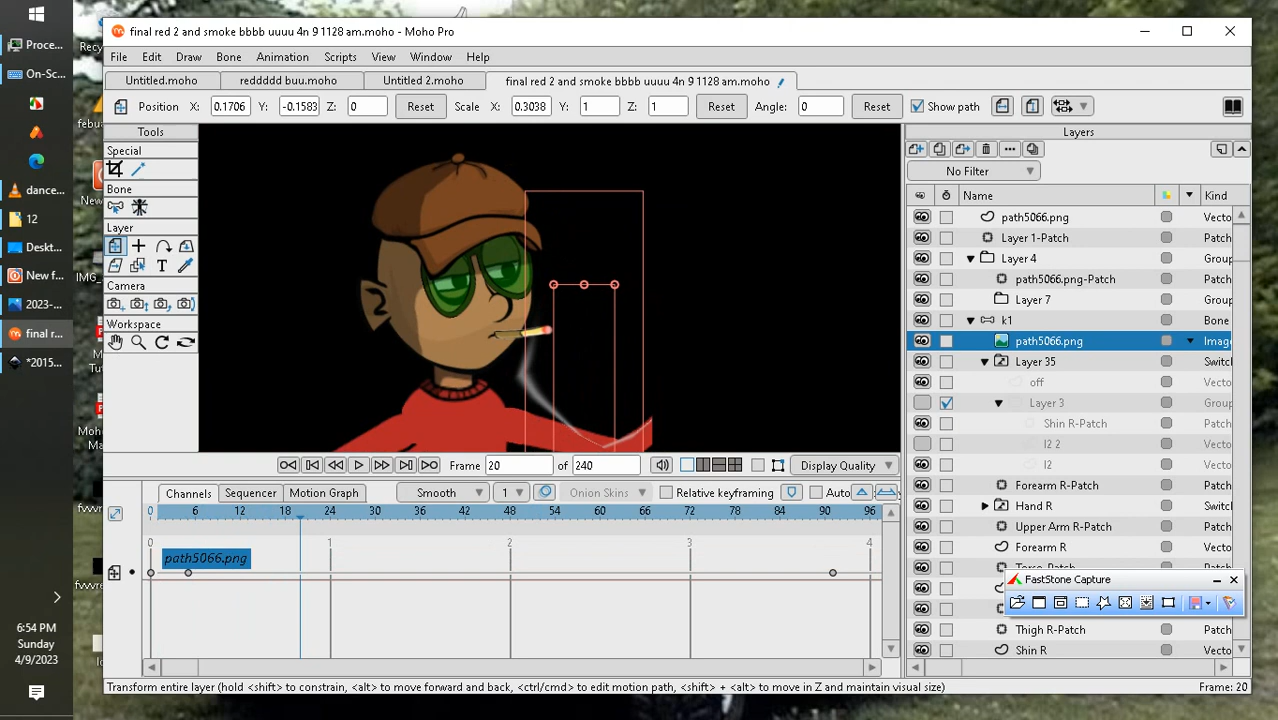 final red 2 and smoke bbbb uuuu 4n 9 1128 am.moho - Moho Pro
File Edit Draw Bone Animation Scripts View Window Help
Untitled.moho reddddd buu.moho Untitled 2.moho final red 2 and smoke bbbb uuuu 4n 9 1128 am.moho
Position X: 0.1706 Y: -0.1583 Z: 0 Reset Scale X: 0.3038 Y: 1 Z: 1 Reset Angle: 0 Reset Show path
Tools
Special
Bone
Layer
T
Camera
Workspace
Layers
No Filter
Name Kind
path5066.png Vecto
Layer 1-Patch Patch
Layer 4 Group
path5066.png-Patch Patch
Layer 7 Group
k1 Bone
path5066.png Image
Layer 35 Switch
off Vecto
Layer 3 Group
Shin R-Patch Patch
l2 2 Vecto
l2 Vecto
Forearm R-Patch Patch
Hand R Switch
Upper Arm R-Patch Patch
Forearm R Vecto
Torso-Patch Patch
FastStone Capture
Thigh R-Patch Patch
Shin R Vecto
Frame 20 of 240 Display Quality
Channels Sequencer Motion Graph Smooth 1 Onion Skins Relative keyframing Auto
0 6 12 18 24 30 36 42 48 54 60 66 72 78 84 90 96
0 1 2 3 4
path5066.png
Transform entire layer (hold <shift> to constrain, <alt> to move forward and back, <ctrl/cmd> to edit motion path, <shift> + <alt> to move in Z and maintain visual size) Frame: 20
Proce...
On-Sc...
dance...
12
Deskt...
New f...
2023-...
final r...
*2015...
6:54 PM
Sunday
4/9/2023
Recy
febua
New
IMG_